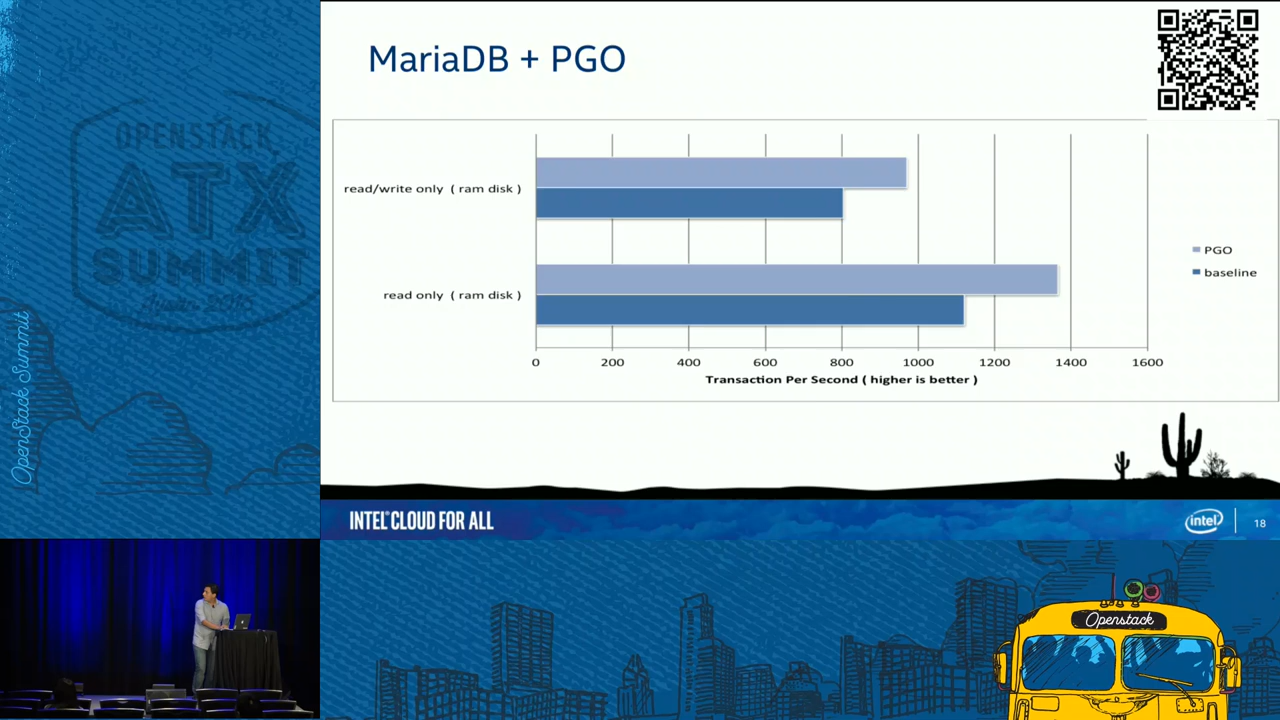 MariaDB + PGO
read/write only ( ram disk )
read only ( ram disk )
PGO
baseline
0 200 400 600 800 1000 1200 1400 1600
Transaction Per Second ( higher is better )
INTEL® CLOUD FOR ALL
intel
18
OPENSTACK
ATX
SUMMIT
Austin 2016
OpenStack Summit
Openstack